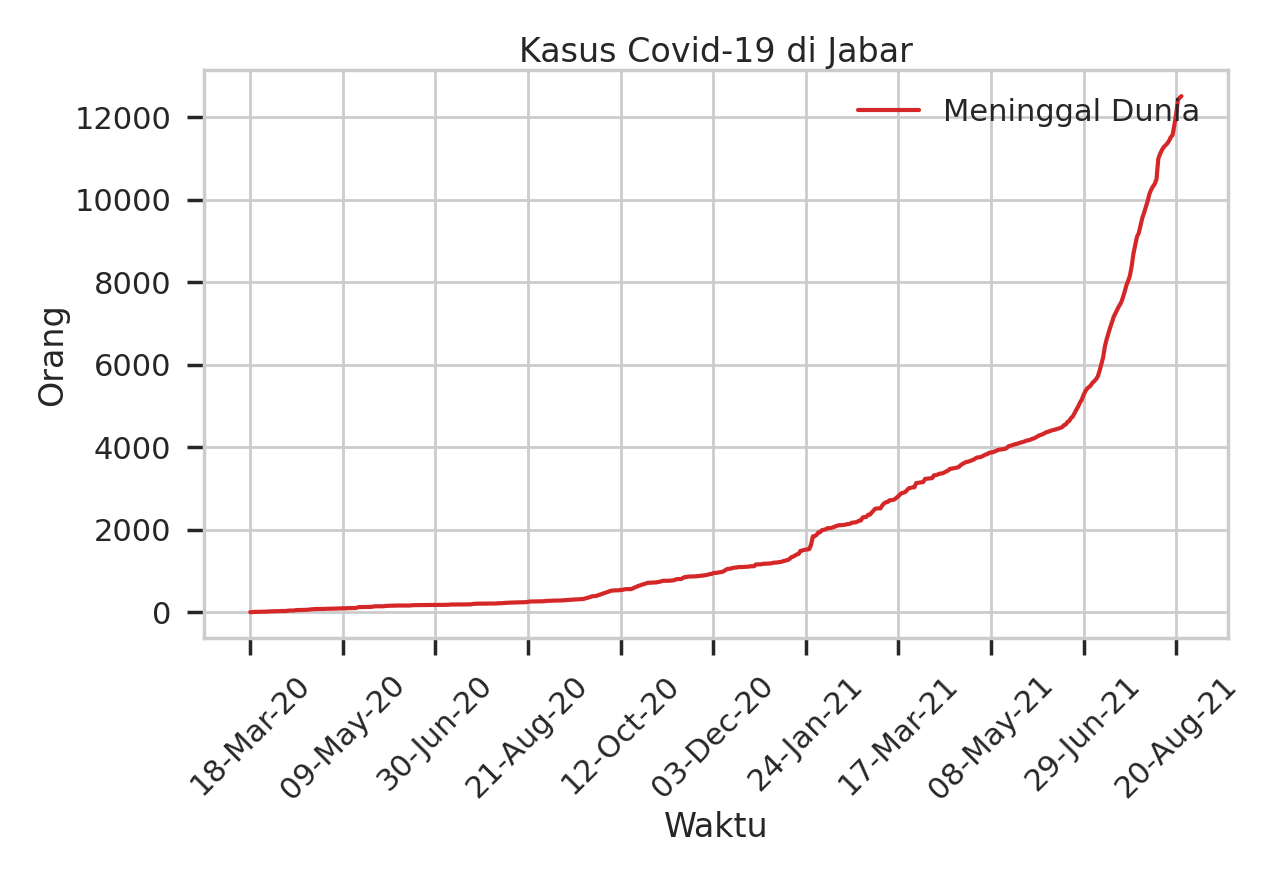 Kasus Covid-19 di Jabar
Meninggal Dunia
Orang
12000
10000
8000
6000
4000
2000
0
18-Mar-20
09-May-20
30-Jun-20
21-Aug-20
12-Oct-20
03-Dec-20
24-Jan-21
17-Mar-21
08-May-21
29-Jun-21
20-Aug-21
Waktu